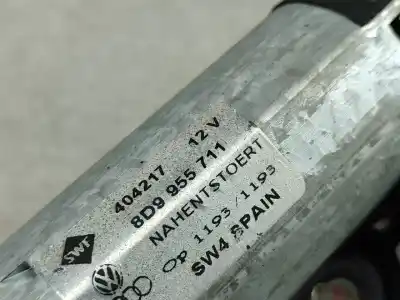 404217 12 V
8D9 955 711
NAHENTSTOERT
Op 1193/1193
SW4 SPAIN
SWF